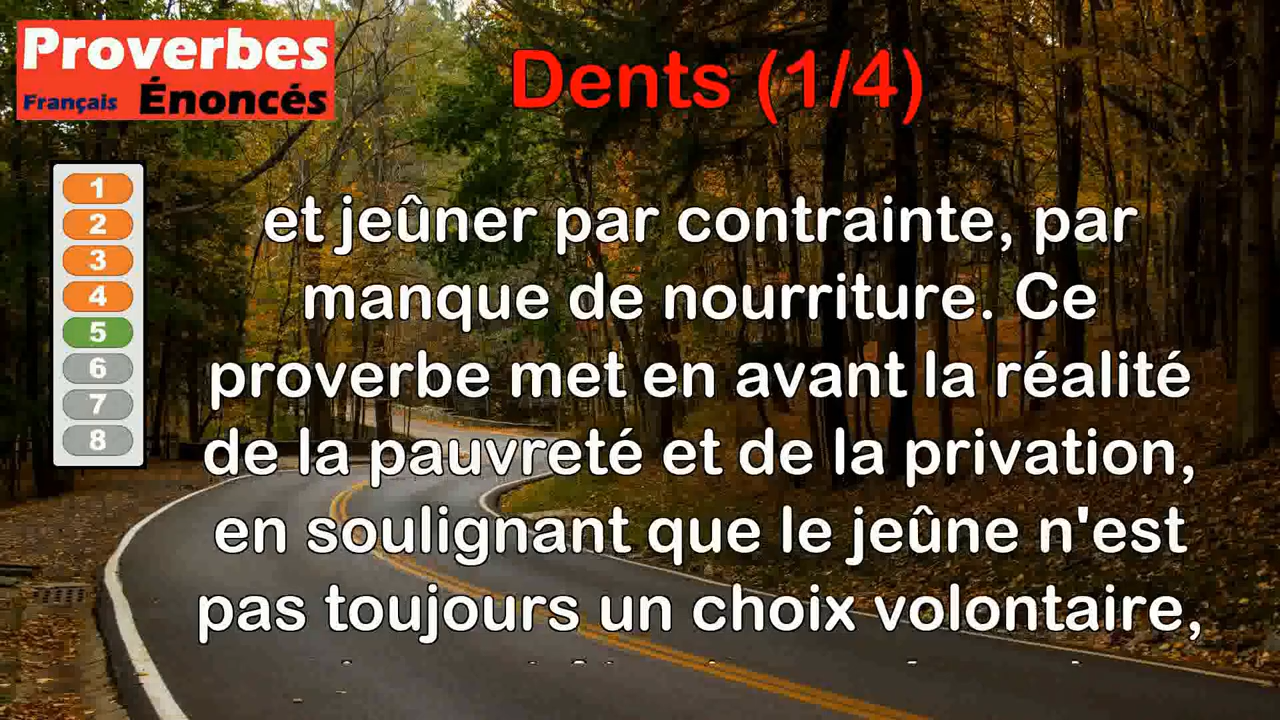 Proverbes
Français Énoncés
Dents (1/4)
1
2
3
4
5
6
7
8
et jeûner par contrainte, par
manque de nourriture. Ce
proverbe met en avant la réalité
de la pauvreté et de la privation,
en soulignant que le jeûne n'est
pas toujours un choix volontaire,